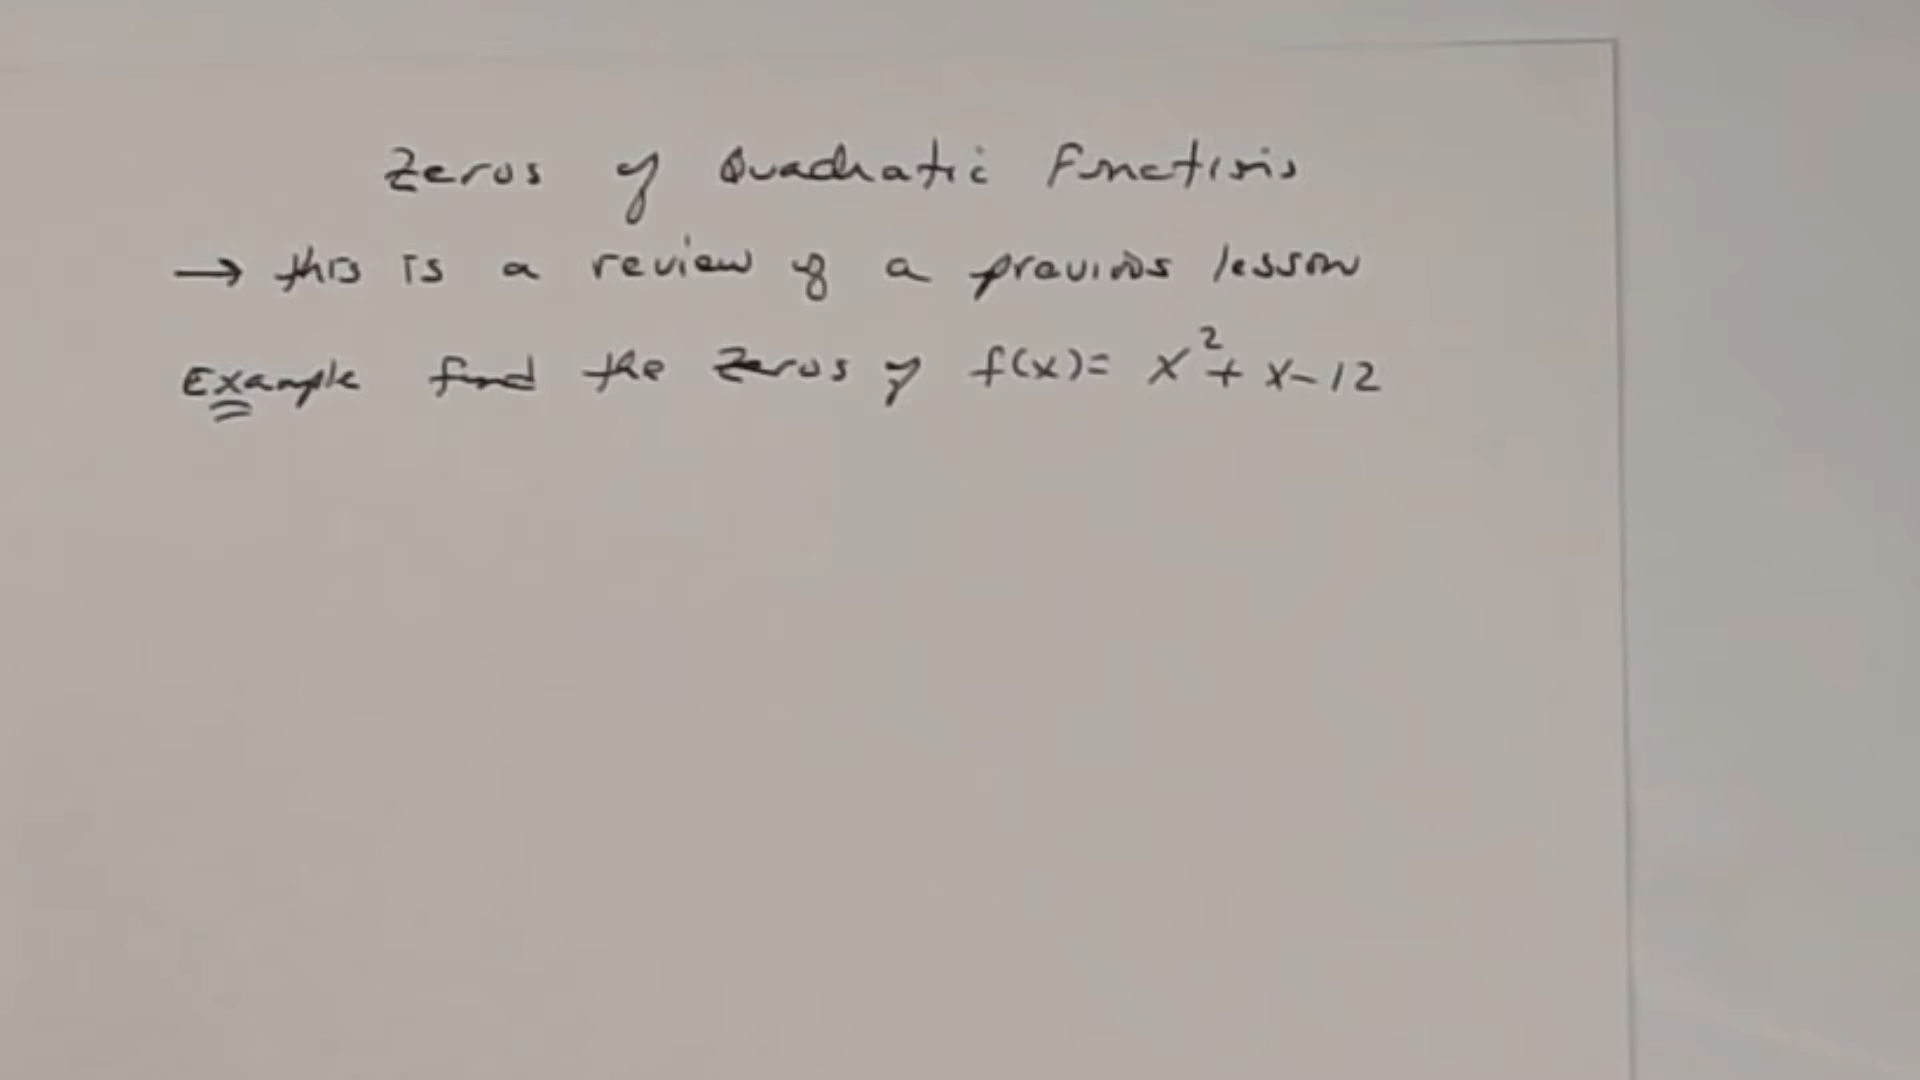 Zeros of Quadratic Functions
→ this is a review of a previous lesson
Example find the zeros of f(x) = x² + x - 12